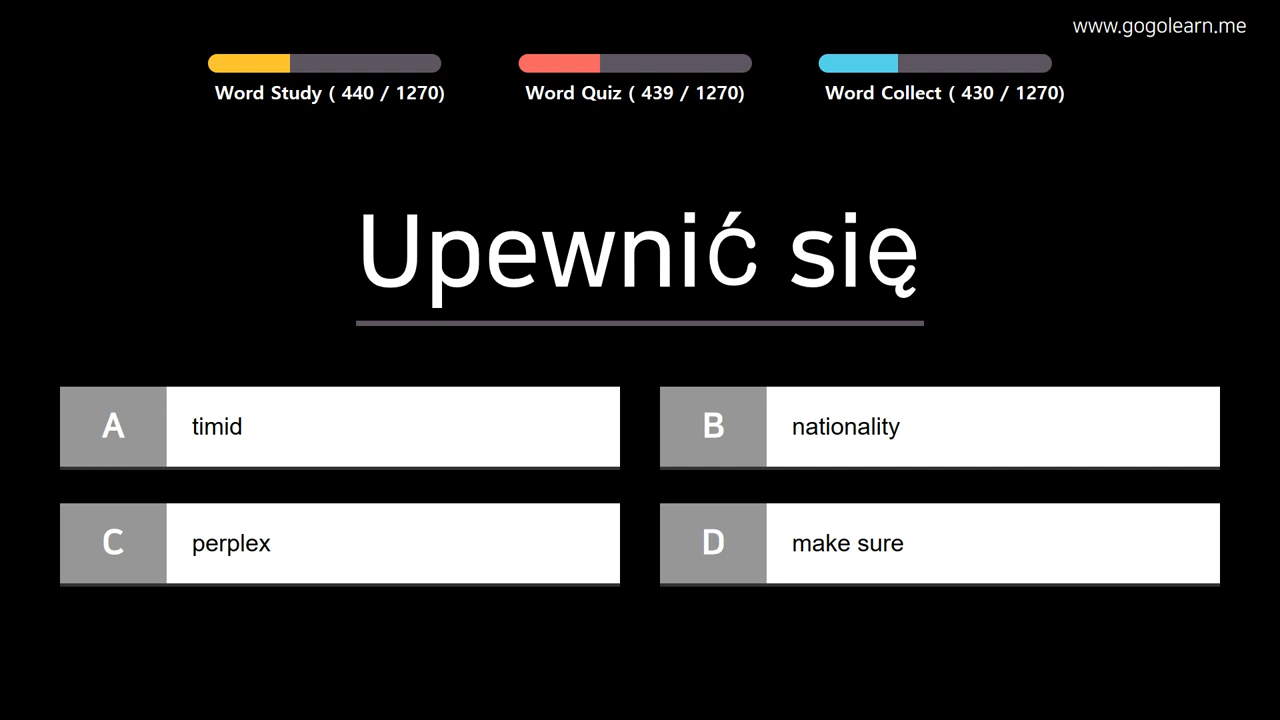 www.gogolearn.me
Word Study ( 440 / 1270)
Word Quiz ( 439 / 1270)
Word Collect ( 430 / 1270)
Upewnić się
A timid
B nationality
C perplex
D make sure